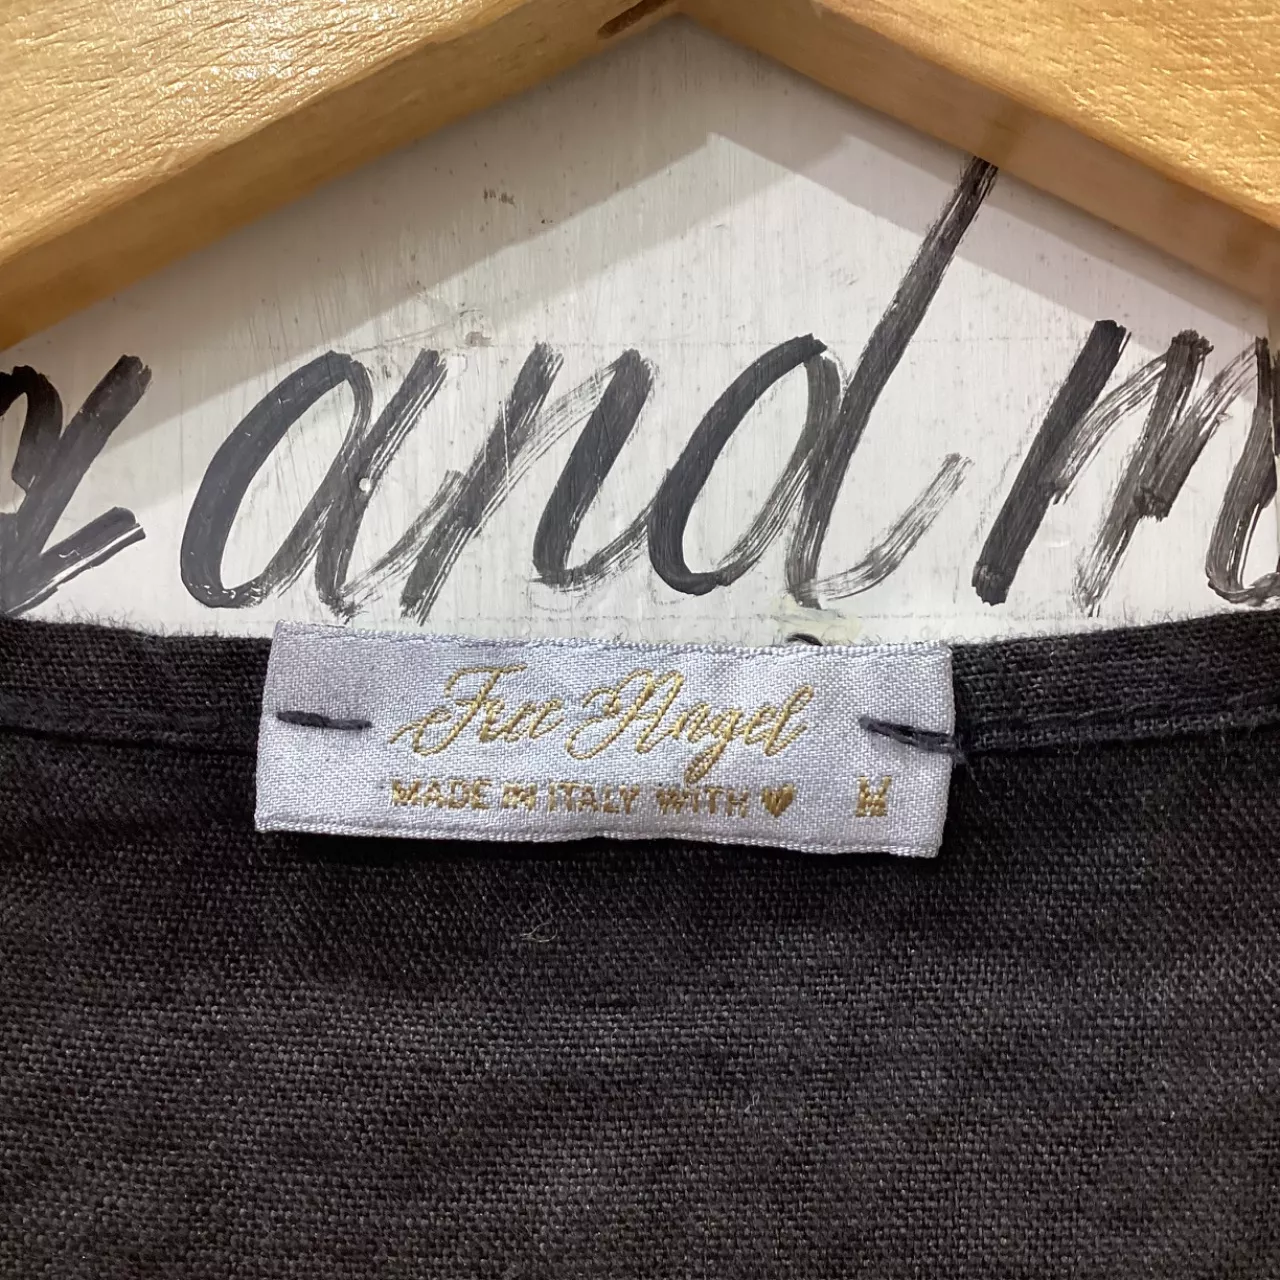 and
Free Angel
MADE IN ITALY WITH ♥ M